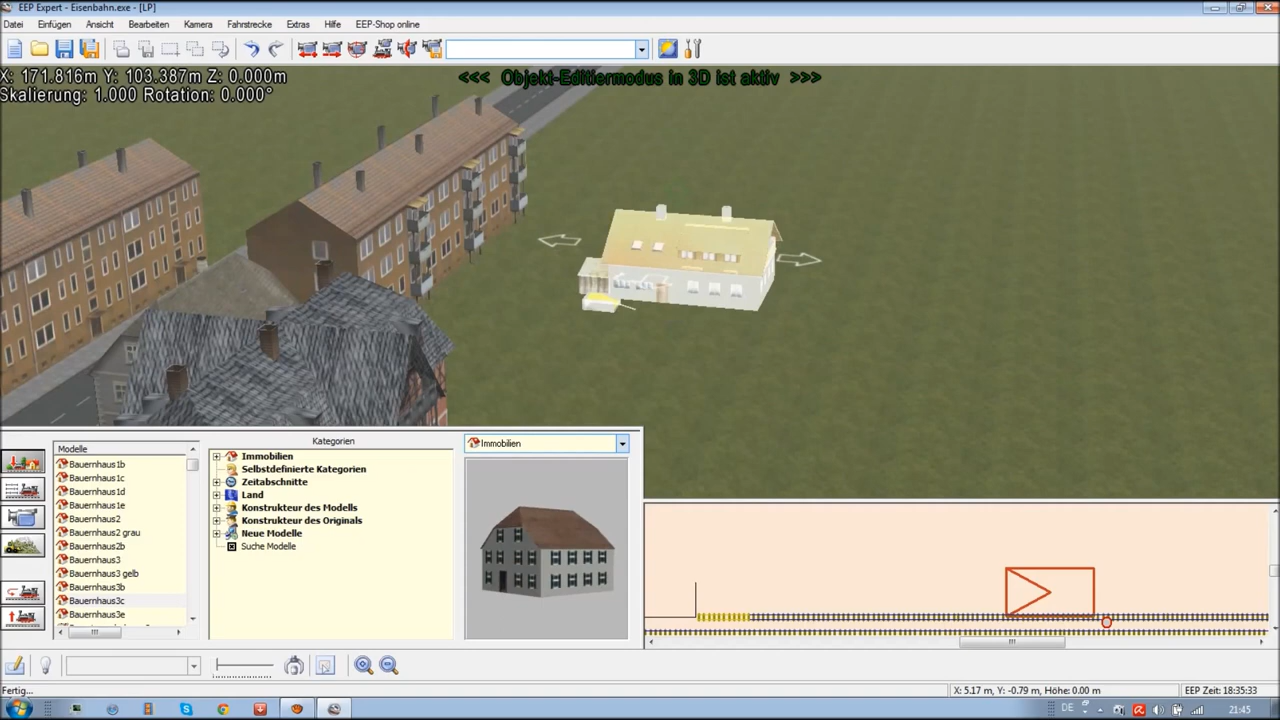 EEP Expert - Eisenbahn.exe - [LP]
Datei Einfügen Ansicht Bearbeiten Kamera Fahrstrecke Extras Hilfe EEP-Shop online
X: 171.816m Y: 103.387m Z: 0.000m
<<< Objekt-Editiermodus in 3D ist aktiv >>>
Skalierung: 1.000 Rotation: 0.000°
Modelle
Bauernhaus1b
Bauernhaus1c
Bauernhaus1d
Bauernhaus1e
Bauernhaus2
Bauernhaus2 grau
Bauernhaus2b
Bauernhaus3
Bauernhaus3 gelb
Bauernhaus3b
Bauernhaus3c
Bauernhaus3e
Kategorien
Immobilien
Selbstdefinierte Kategorien
Zeitabschnitte
Land
Konstrukteur des Modells
Konstrukteur des Originals
Neue Modelle
Suche Modelle
Immobilien
Fertig...
X: 5.17 m, Y: -0.79 m, Höhe: 0.00 m
EEP Zeit: 18:35:33
DE
21:45